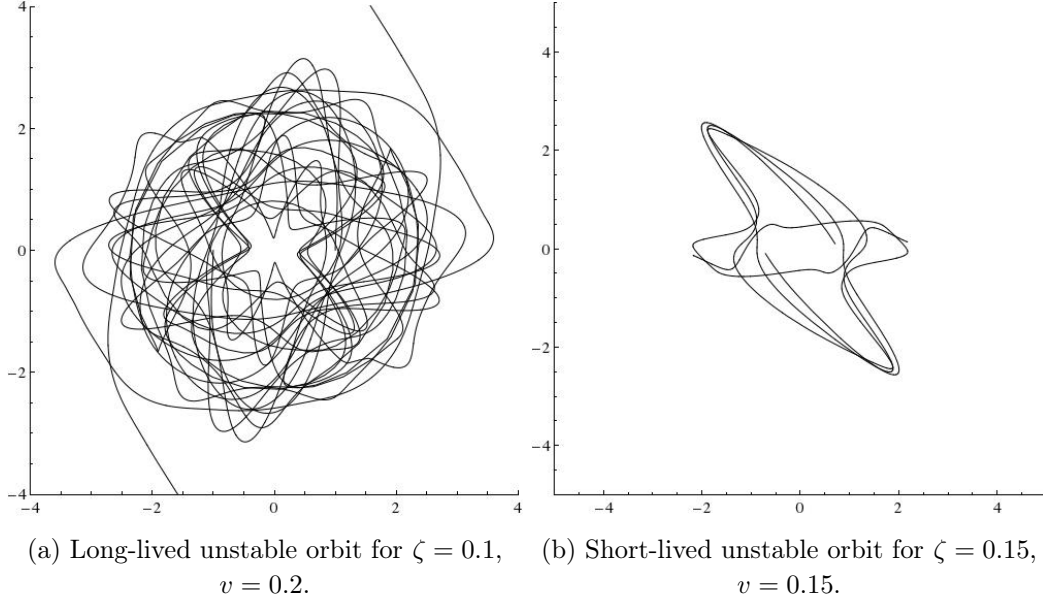 4
2
0
−2
−4
−4 −2 0 2 4
4
2
0
−2
−4
−4 −2 0 2 4
(a) Long-lived unstable orbit for ζ = 0.1,
v = 0.2.
(b) Short-lived unstable orbit for ζ = 0.15,
v = 0.15.